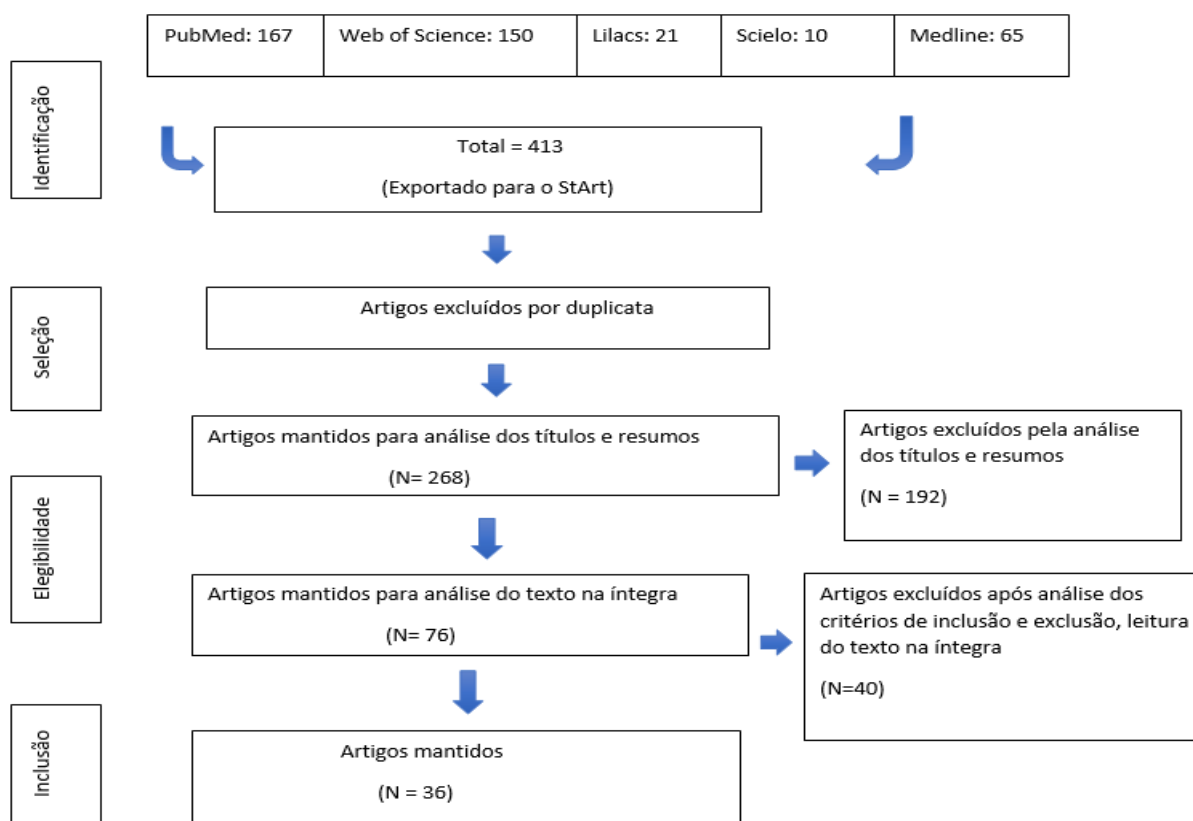 PubMed: 167
Web of Science: 150
Lilacs: 21
Scielo: 10
Medline: 65
Identificação
Total = 413
(Exportado para o StArt)
Seleção
Artigos excluídos por duplicata
Artigos mantidos para análise dos títulos e resumos
(N= 268)
Artigos excluídos pela análise
dos títulos e resumos
(N = 192)
Elegibilidade
Artigos mantidos para análise do texto na íntegra
(N= 76)
Artigos excluídos após análise dos
critérios de inclusão e exclusão, leitura
do texto na íntegra
(N=40)
Inclusão
Artigos mantidos
(N = 36)